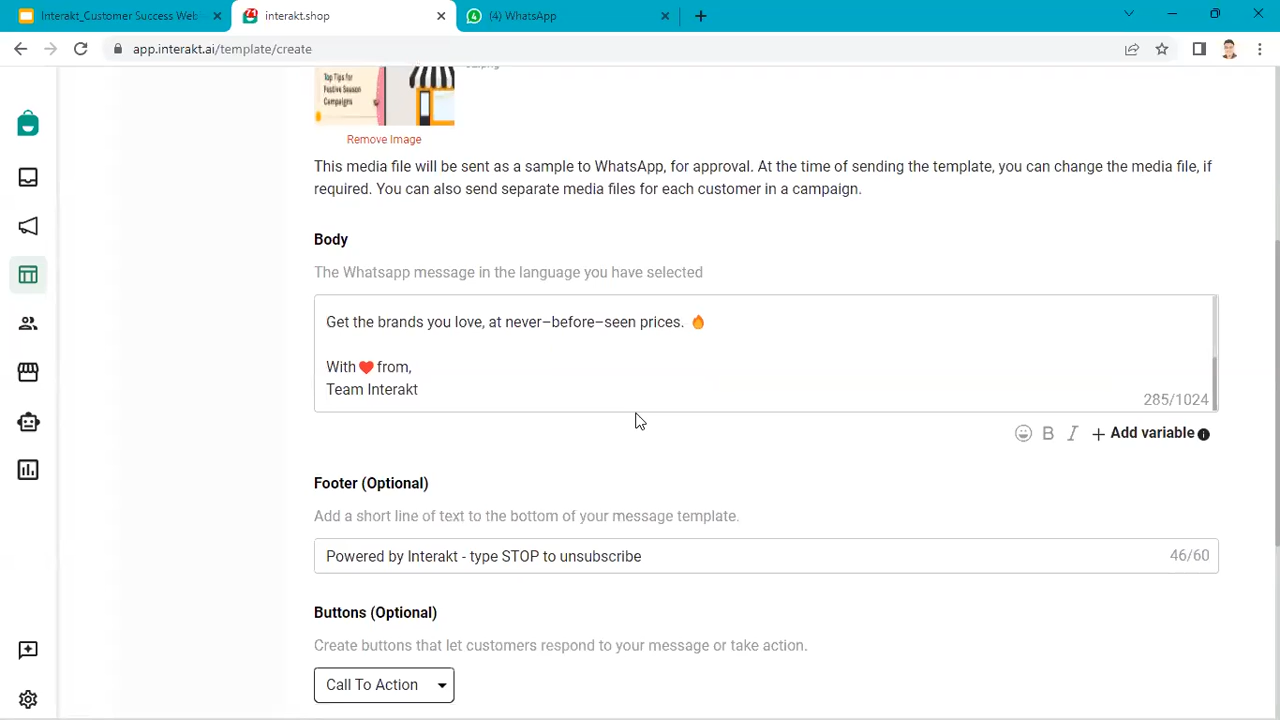 Interakt_Customer Success Web
interakt.shop
(4) WhatsApp
app.interakt.ai/template/create
Top Tips for
Festive Season
Campaigns
Remove Image
This media file will be sent as a sample to WhatsApp, for approval. At the time of sending the template, you can change the media file, if
required. You can also send separate media files for each customer in a campaign.
Body
The Whatsapp message in the language you have selected
Get the brands you love, at never–before–seen prices. 🔥
With ❤️ from,
Team Interakt
285/1024
B I + Add variable
Footer (Optional)
Add a short line of text to the bottom of your message template.
Powered by Interakt - type STOP to unsubscribe 46/60
Buttons (Optional)
Create buttons that let customers respond to your message or take action.
Call To Action